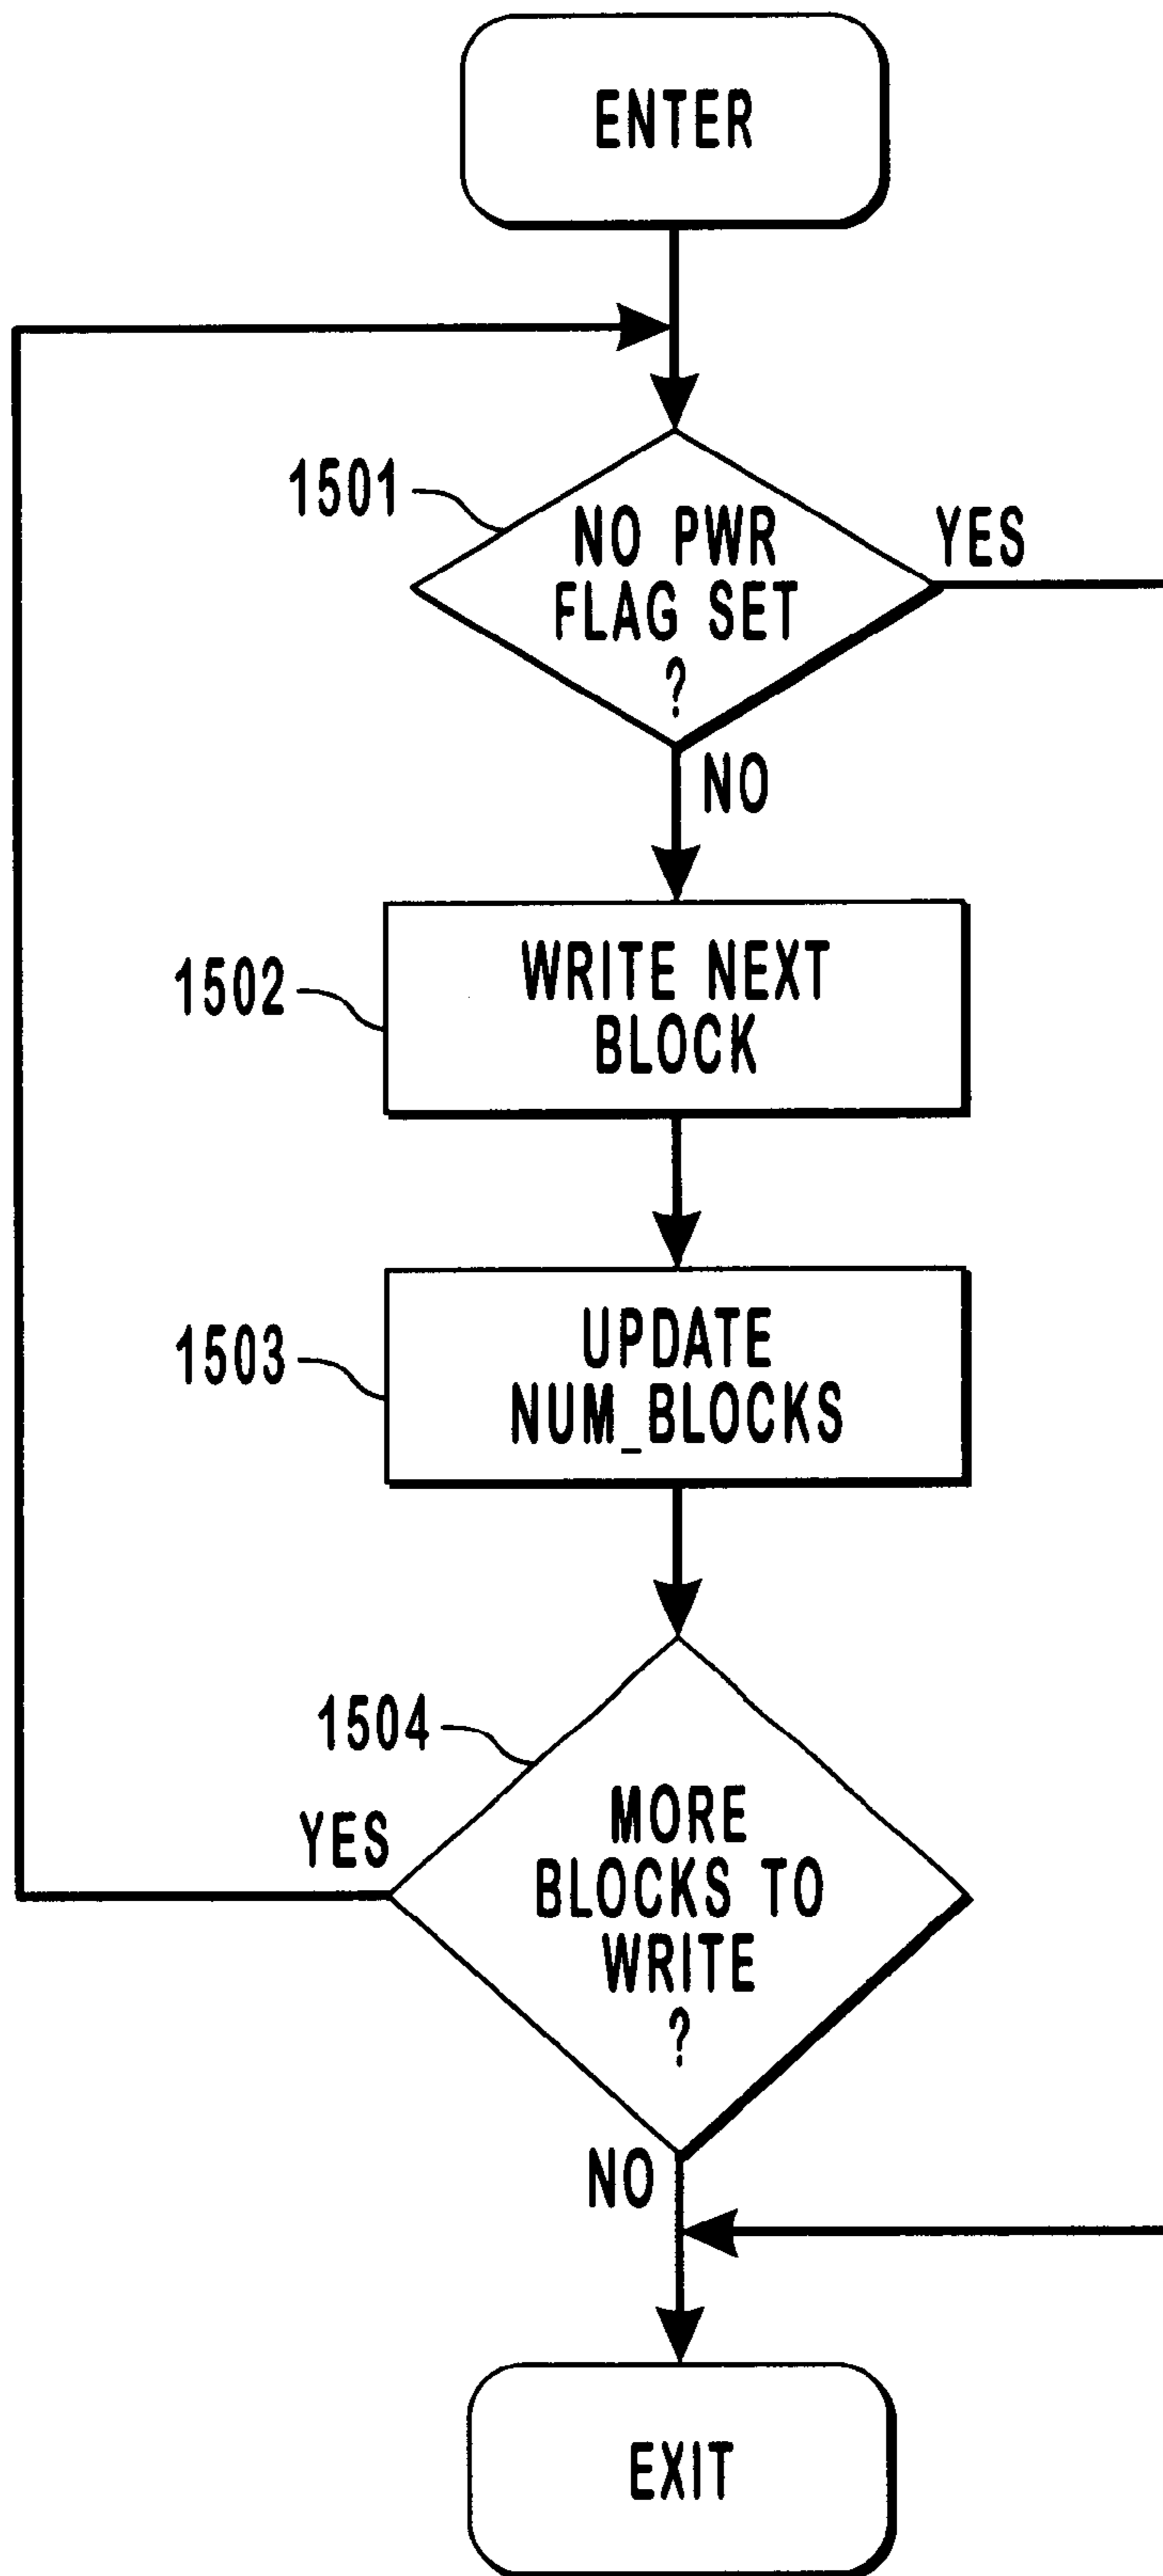 ENTER
1501
NO PWR
FLAG SET
?
YES
NO
1502
WRITE NEXT
BLOCK
1503
UPDATE
NUM_BLOCKS
1504
YES
MORE
BLOCKS TO
WRITE
?
NO
EXIT